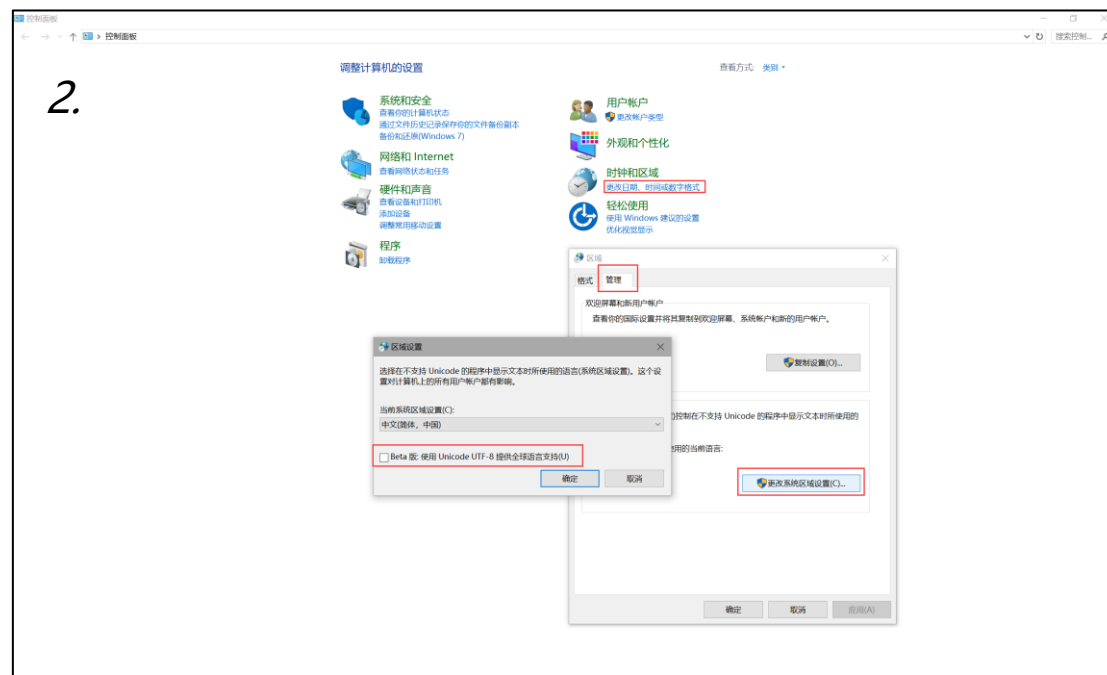 控制面板
控制面板
搜索控制...
2.
调整计算机的设置
查看方式: 类别
系统和安全
查看你的计算机状态
通过文件历史记录保存你的文件备份副本
备份和还原(Windows 7)
网络和 Internet
查看网络状态和任务
硬件和声音
查看设备和打印机
添加设备
调整常用移动设置
程序
卸载程序
用户帐户
更改帐户类型
外观和个性化
时钟和区域
更改日期、时间或数字格式
轻松使用
使用 Windows 建议的设置
优化视觉显示
区域
格式 管理
欢迎屏幕和新用户帐户
查看你的国际设置并将其复制到欢迎屏幕、系统帐户和新的用户帐户。
复制设置(O)...
控制在不支持 Unicode 的程序中显示文本时所使用的
使用的当前语言:
更改系统区域设置(C)...
确定 取消 应用(A)
区域设置
选择在不支持 Unicode 的程序中显示文本时所使用的语言(系统区域设置)。这个设
置对计算机上的所有用户帐户都有影响。
当前系统区域设置(C):
中文(简体，中国)
Beta 版: 使用 Unicode UTF-8 提供全球语言支持(U)
确定 取消